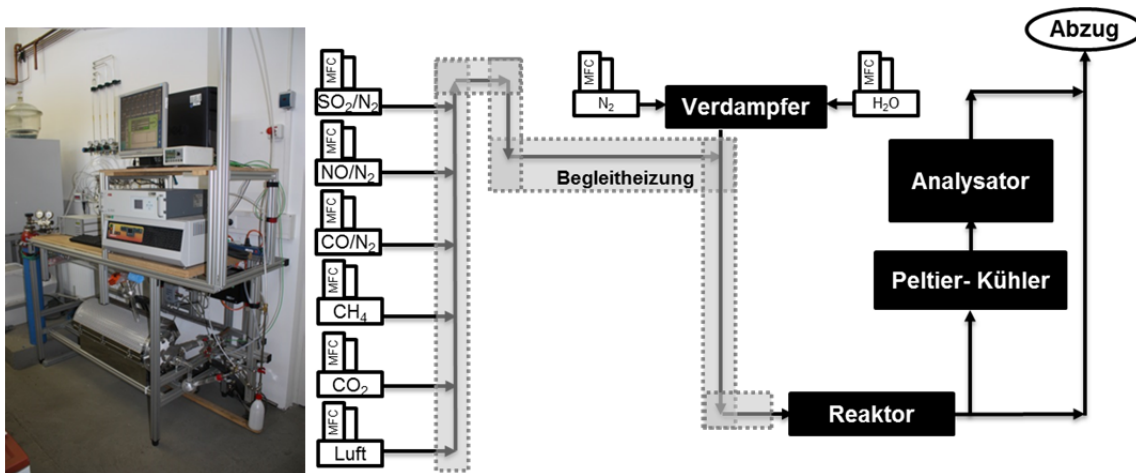 Abzug
MFC
SO₂/N₂
MFC
NO/N₂
MFC
CO/N₂
MFC
CH₄
MFC
CO₂
MFC
Luft
MFC
N₂
Verdampfer
MFC
H₂O
Begleitheizung
Analysator
Peltier- Kühler
Reaktor